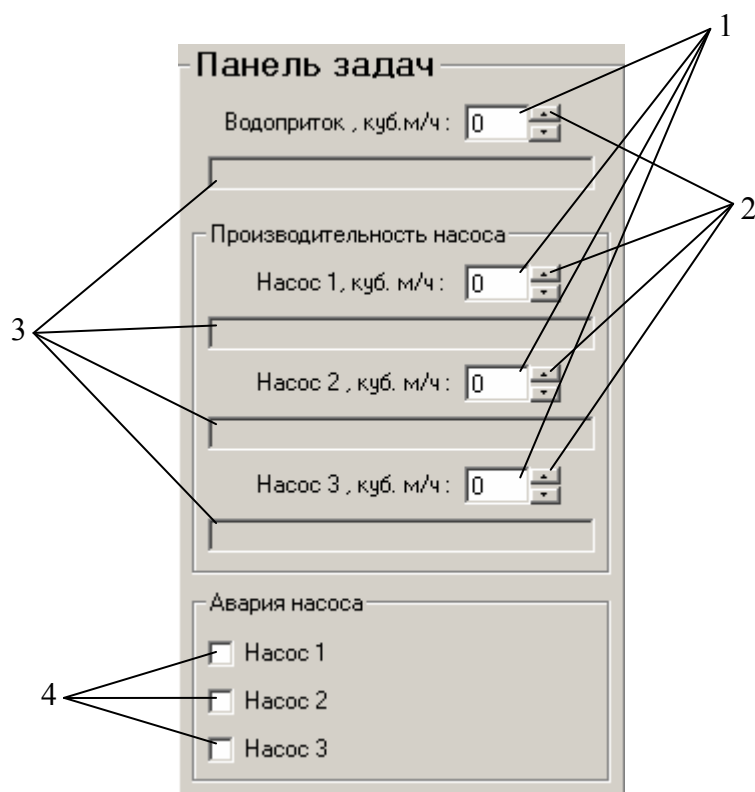 1
Панель задач
Водоприток , куб.м/ч : 0
2
Производительность насоса
Насос 1, куб. м/ч : 0
3
Насос 2 , куб. м/ч : 0
Насос 3 , куб. м/ч : 0
Авария насоса
Насос 1
4
Насос 2
Насос 3